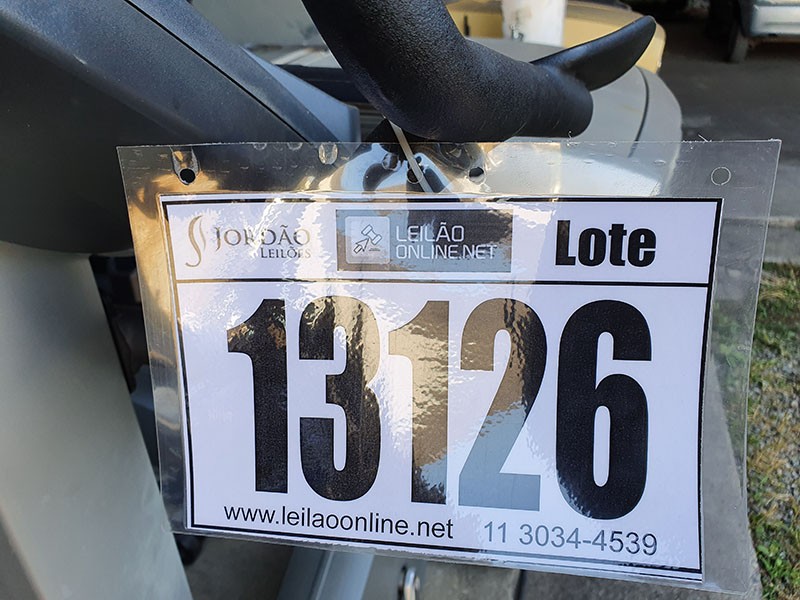 JORDÃO
LEILÕES
LEILÃO
ONLINE.NET
Lote
13126
www.leilaoonline.net 11 3034-4539